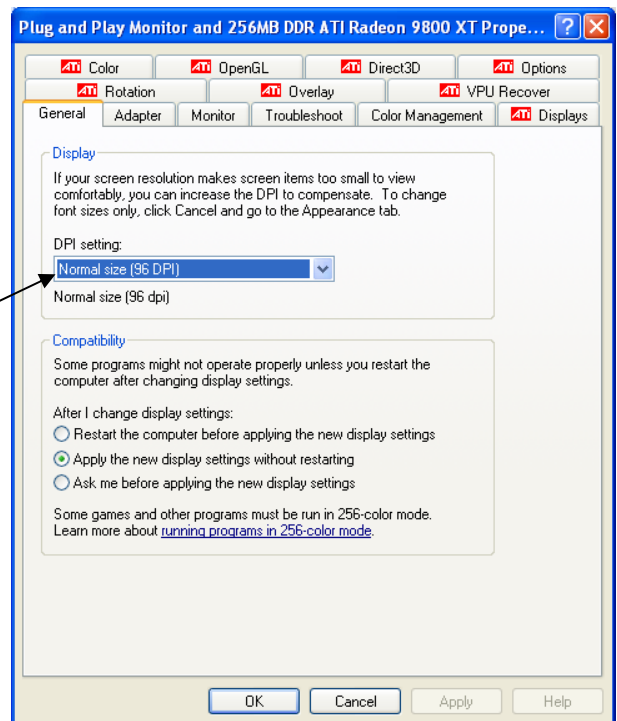 Plug and Play Monitor and 256MB DDR ATI Radeon 9800 XT Prope...
ATI Color ATI OpenGL ATI Direct3D ATI Options
ATI Rotation ATI Overlay ATI VPU Recover
General Adapter Monitor Troubleshoot Color Management ATI Displays
Display
If your screen resolution makes screen items too small to view
comfortably, you can increase the DPI to compensate. To change
font sizes only, click Cancel and go to the Appearance tab.
DPI setting:
Normal size (96 DPI)
Normal size (96 dpi)
Compatibility
Some programs might not operate properly unless you restart the
computer after changing display settings.
After I change display settings:
Restart the computer before applying the new display settings
Apply the new display settings without restarting
Ask me before applying the new display settings
Some games and other programs must be run in 256-color mode.
Learn more about running programs in 256-color mode.
OK Cancel Apply Help